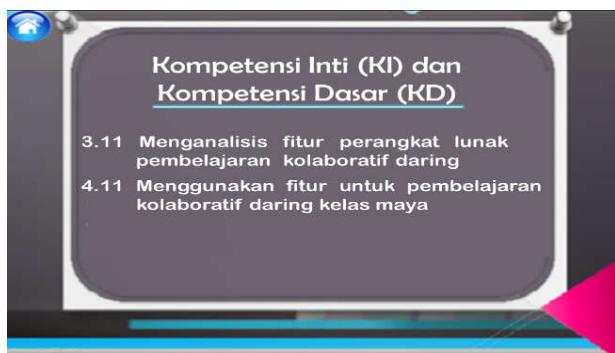 Kompetensi Inti (KI) dan
Kompetensi Dasar (KD)
3.11 Menganalisis fitur perangkat lunak
pembelajaran kolaboratif daring
4.11 Menggunakan fitur untuk pembelajaran
kolaboratif daring kelas maya